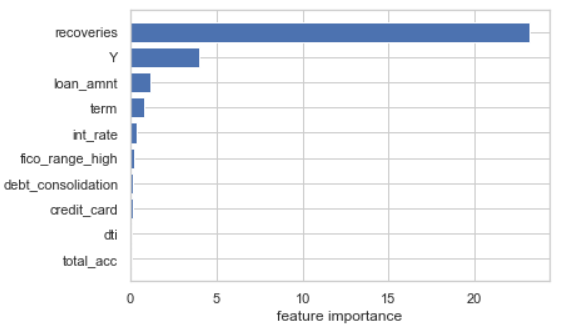 recoveries
Y
loan_amnt
term
int_rate
fico_range_high
debt_consolidation
credit_card
dti
total_acc
0 5 10 15 20
feature importance